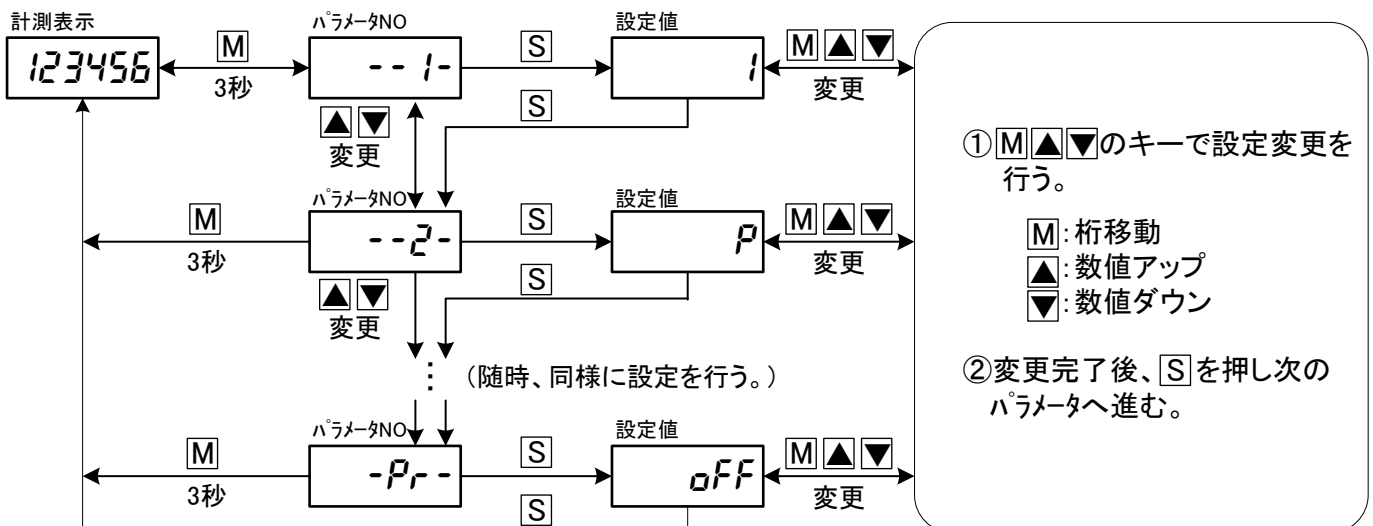 計測表示
パラメータNO
設定値
123456
M
3秒
--1-
S
1
M▲▼
変更
▲▼
変更
S
パラメータNO
設定値
M
3秒
--2-
S
P
M▲▼
変更
▲▼
変更
S
⋮
(随時、同様に設定を行う。)
パラメータNO
設定値
M
3秒
-Pr-
S
oFF
M▲▼
変更
S
①M▲▼のキーで設定変更を
行う。
M:桁移動
▲:数値アップ
▼:数値ダウン
②変更完了後、Sを押し次の
パラメータへ進む。